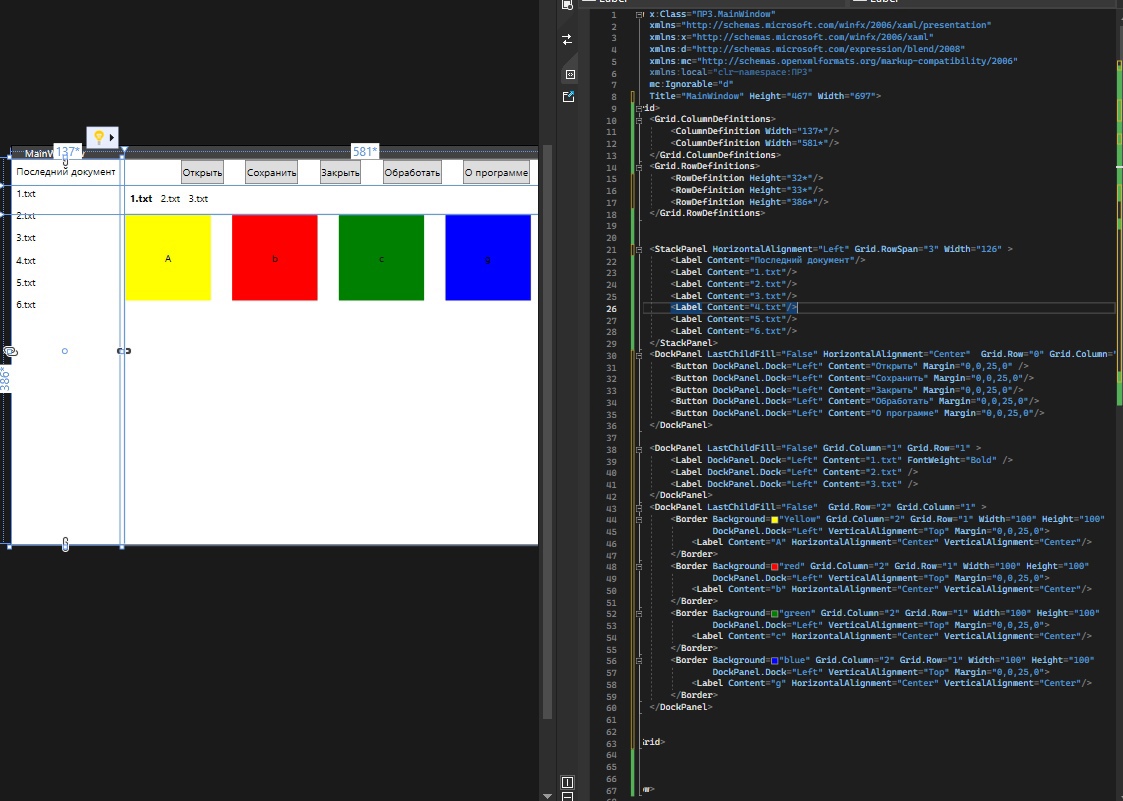 MainW
137*
581*
Последний документ
Открыть
Сохранить
Закрыть
Обработать
О программе
1.txt
2.txt
3.txt
4.txt
5.txt
6.txt
1.txt 2.txt 3.txt
A
b
c
g
386*
1 x:Class="ПР3.MainWindow"
2 xmlns="http://schemas.microsoft.com/winfx/2006/xaml/presentation"
3 xmlns:x="http://schemas.microsoft.com/winfx/2006/xaml"
4 xmlns:d="http://schemas.microsoft.com/expression/blend/2008"
5 xmlns:mc="http://schemas.openxmlformats.org/markup-compatibility/2006"
6 xmlns:local="clr-namespace:ПР3"
7 mc:Ignorable="d"
8 Title="MainWindow" Height="467" Width="697">
9 rid>
10 <Grid.ColumnDefinitions>
11 <ColumnDefinition Width="137*"/>
12 <ColumnDefinition Width="581*"/>
13 </Grid.ColumnDefinitions>
14 <Grid.RowDefinitions>
15 <RowDefinition Height="32*"/>
16 <RowDefinition Height="33*"/>
17 <RowDefinition Height="386*"/>
18 </Grid.RowDefinitions>
19
20
21 <StackPanel HorizontalAlignment="Left" Grid.RowSpan="3" Width="126" >
22 <Label Content="Последний документ"/>
23 <Label Content="1.txt"/>
24 <Label Content="2.txt"/>
25 <Label Content="3.txt"/>
26 <Label Content="4.txt"/>
27 <Label Content="5.txt"/>
28 <Label Content="6.txt"/>
29 </StackPanel>
30 <DockPanel LastChildFill="False" HorizontalAlignment="Center" Grid.Row="0" Grid.Column="
31 <Button DockPanel.Dock="Left" Content="Открыть" Margin="0,0,25,0" />
32 <Button DockPanel.Dock="Left" Content="Сохранить" Margin="0,0,25,0"/>
33 <Button DockPanel.Dock="Left" Content="Закрыть" Margin="0,0,25,0"/>
34 <Button DockPanel.Dock="Left" Content="Обработать" Margin="0,0,25,0"/>
35 <Button DockPanel.Dock="Left" Content="О программе" Margin="0,0,25,0"/>
36 </DockPanel>
37
38 <DockPanel LastChildFill="False" Grid.Column="1" Grid.Row="1" >
39 <Label DockPanel.Dock="Left" Content="1.txt" FontWeight="Bold" />
40 <Label DockPanel.Dock="Left" Content="2.txt" />
41 <Label DockPanel.Dock="Left" Content="3.txt" />
42 </DockPanel>
43 <DockPanel LastChildFill="False" Grid.Row="2" Grid.Column="1" >
44 <Border Background="Yellow" Grid.Column="2" Grid.Row="1" Width="100" Height="100"
45 DockPanel.Dock="Left" VerticalAlignment="Top" Margin="0,0,25,0">
46 <Label Content="A" HorizontalAlignment="Center" VerticalAlignment="Center"/>
47 </Border>
48 <Border Background="red" Grid.Column="2" Grid.Row="1" Width="100" Height="100"
49 DockPanel.Dock="Left" VerticalAlignment="Top" Margin="0,0,25,0">
50 <Label Content="b" HorizontalAlignment="Center" VerticalAlignment="Center"/>
51 </Border>
52 <Border Background="green" Grid.Column="2" Grid.Row="1" Width="100" Height="100"
53 DockPanel.Dock="Left" VerticalAlignment="Top" Margin="0,0,25,0">
54 <Label Content="c" HorizontalAlignment="Center" VerticalAlignment="Center"/>
55 </Border>
56 <Border Background="blue" Grid.Column="2" Grid.Row="1" Width="100" Height="100"
57 DockPanel.Dock="Left" VerticalAlignment="Top" Margin="0,0,25,0">
58 <Label Content="g" HorizontalAlignment="Center" VerticalAlignment="Center"/>
59 </Border>
60 </DockPanel>
61
62
63 Grid>
64
65
66
67